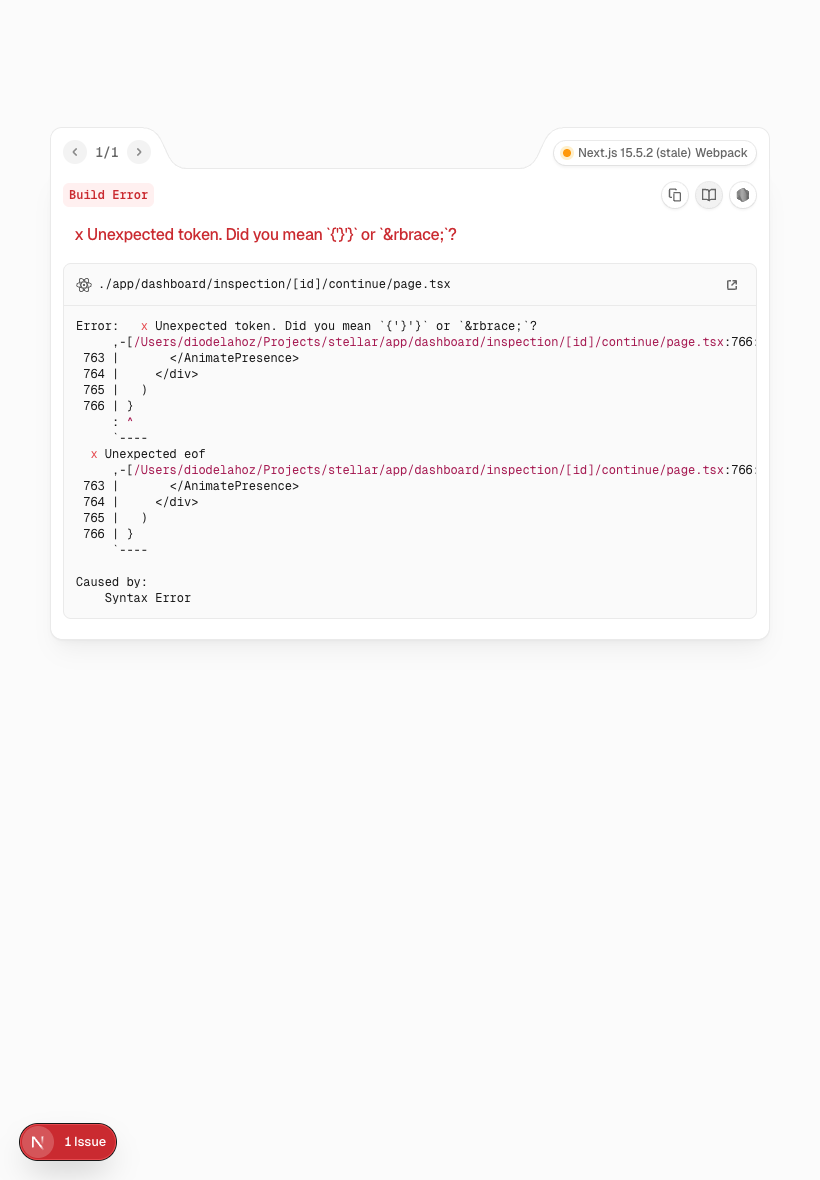 1/1
Next.js 15.5.2 (stale) Webpack
Build Error
x Unexpected token. Did you mean `{'}'}` or `&rbrace;`?
./app/dashboard/inspection/[id]/continue/page.tsx
Error:   x Unexpected token. Did you mean `{'}'}` or `&rbrace;`?
     ,-[/Users/diodelahoz/Projects/stellar/app/dashboard/inspection/[id]/continue/page.tsx:766:
 763 |       </AnimatePresence>
 764 |     </div>
 765 |   )
 766 | }
     : ^
     `----
  x Unexpected eof
     ,-[/Users/diodelahoz/Projects/stellar/app/dashboard/inspection/[id]/continue/page.tsx:766:
 763 |       </AnimatePresence>
 764 |     </div>
 765 |   )
 766 | }
     `----
Caused by:
    Syntax Error
N
1 Issue